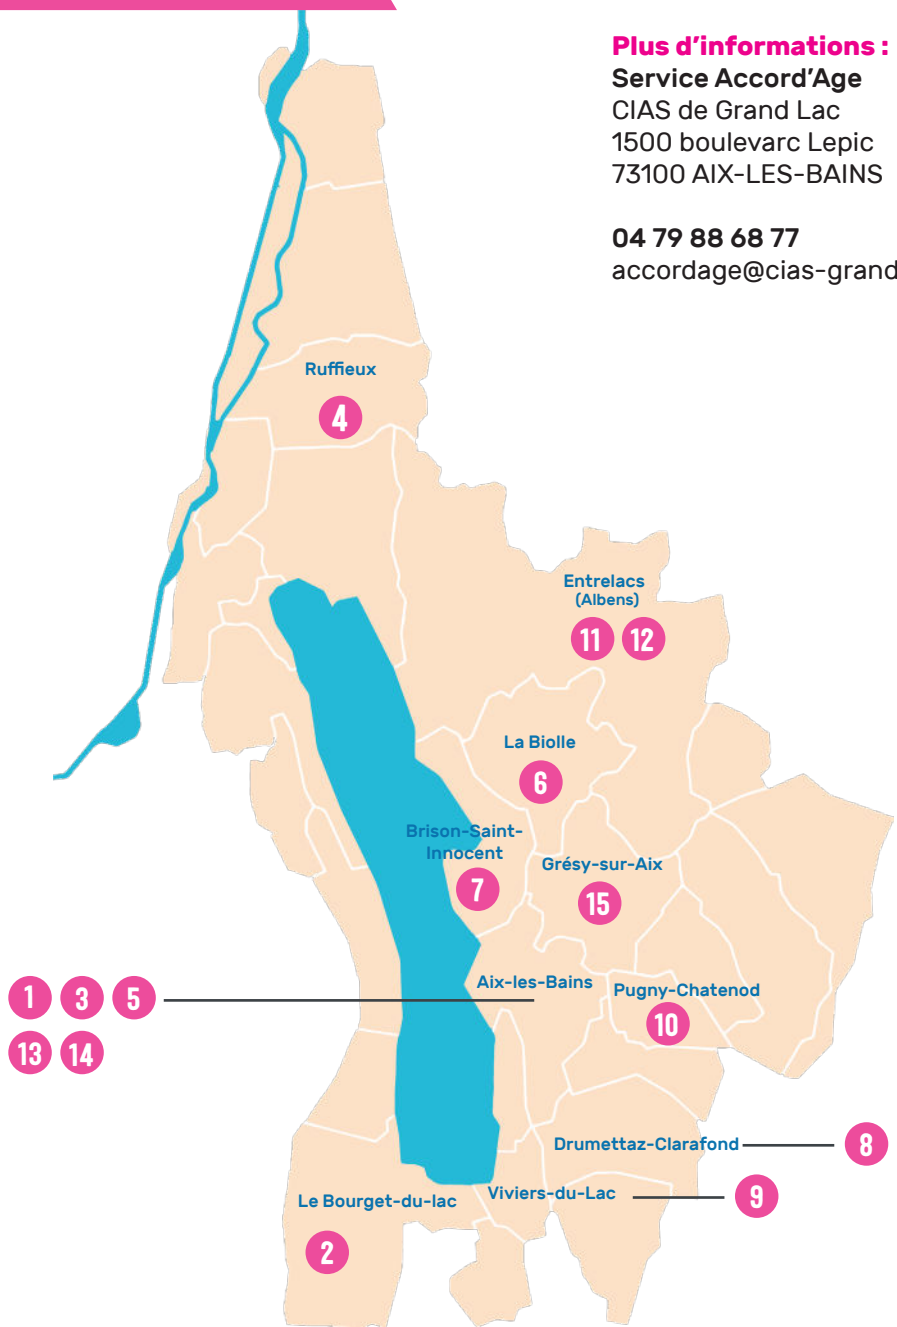 Plus d'informations :
Service Accord'Age
CIAS de Grand Lac
1500 boulevarc Lepic
73100 AIX-LES-BAINS
04 79 88 68 77
accordage@cias-grand
Ruffieux
4
Entrelacs
(Albens)
11 12
La Biolle
6
Brison-Saint-
Innocent
7
Grésy-sur-Aix
15
Aix-les-Bains
1 3 5
13 14
Pugny-Chatenod
10
Drumettaz-Clarafond
8
Viviers-du-Lac
9
Le Bourget-du-lac
2